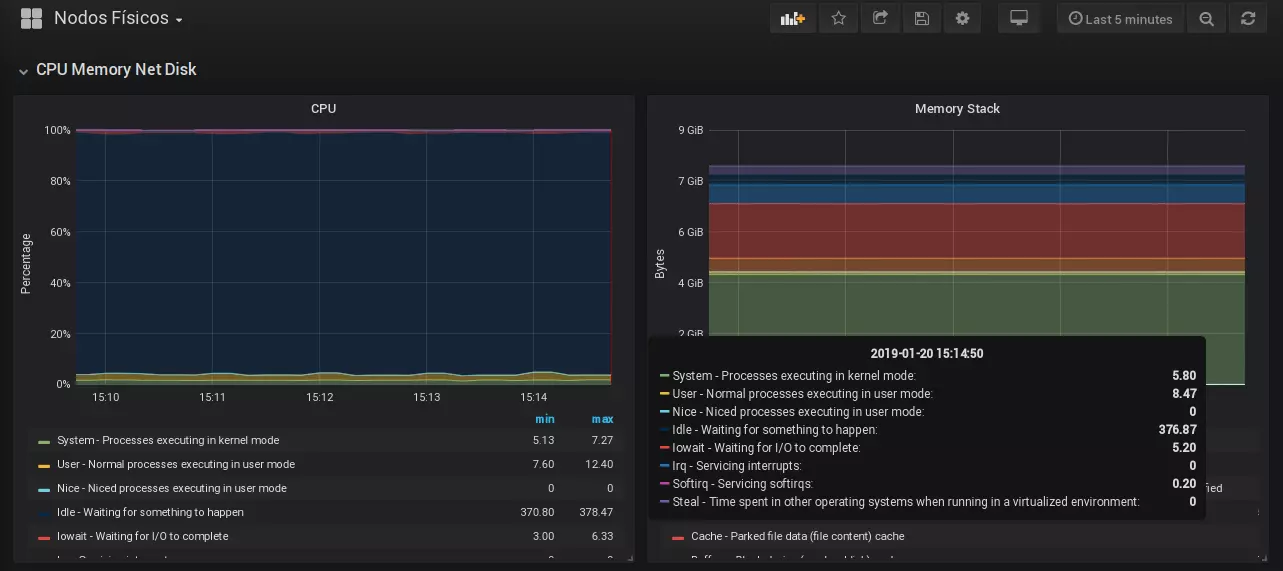 Nodos Físicos
Last 5 minutes
CPU Memory Net Disk
CPU
100%
80%
60%
40%
20%
0%
Percentage
15:10 15:11 15:12 15:13 15:14
min max
System - Processes executing in kernel mode 5.13 7.27
User - Normal processes executing in user mode 7.60 12.40
Nice - Niced processes executing in user mode 0 0
Idle - Waiting for something to happen 370.80 378.47
Iowait - Waiting for I/O to complete 3.00 6.33
Memory Stack
9 GiB
7 GiB
6 GiB
4 GiB
2 GiB
Bytes
2019-01-20 15:14:50
System - Processes executing in kernel mode: 5.80
User - Normal processes executing in user mode: 8.47
Nice - Niced processes executing in user mode: 0
Idle - Waiting for something to happen: 376.87
Iowait - Waiting for I/O to complete: 5.20
Irq - Servicing interrupts: 0
Softirq - Servicing softirqs: 0.20
Steal - Time spent in other operating systems when running in a virtualized environment: 0
Cache - Parked file data (file content) cache